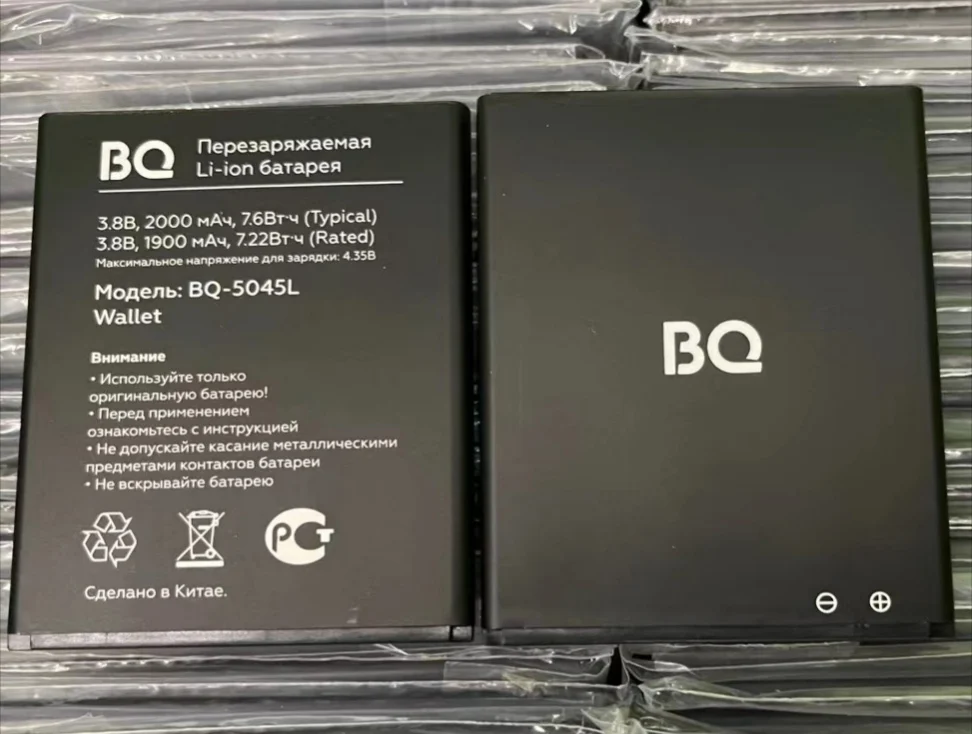 BQ
Перезаряжаемая
Li-ion батарея
3.8В, 2000 мАч, 7.6Вт·ч (Typical)
3.8В, 1900 мАч, 7.22Вт·ч (Rated)
Максимальное напряжение для зарядки: 4.35В
Модель: BQ-5045L
Wallet
Внимание
• Используйте только
оригинальную батарею!
• Перед применением
ознакомьтесь с инструкцией
• Не допускайте касание металлическими
предметами контактов батареи
• Не вскрывайте батарею
РСТ
Сделано в Китае.
BQ
⊖ ⊕